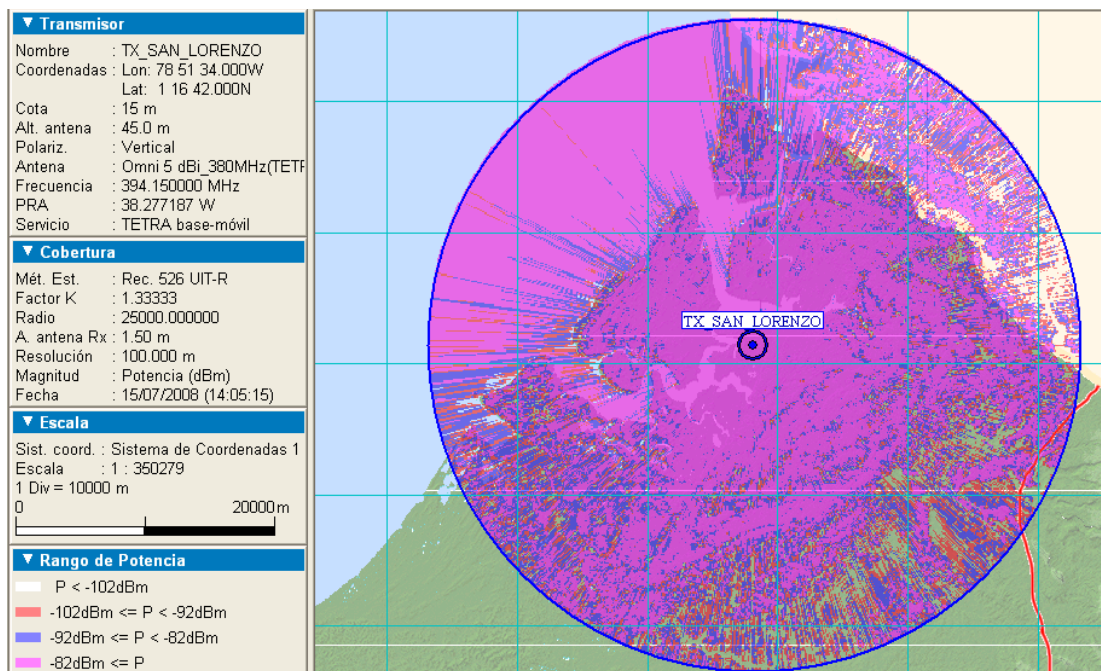 ▼ Transmisor
Nombre : TX_SAN_LORENZO
Coordenadas : Lon: 78 51 34.000W
Lat: 1 16 42.000N
Cota : 15 m
Alt. antena : 45.0 m
Polariz. : Vertical
Antena : Omni 5 dBi_380MHz(TETR
Frecuencia : 394.150000 MHz
PRA : 38.277187 W
Servicio : TETRA base-móvil
▼ Cobertura
Mét. Est. : Rec. 526 UIT-R
Factor K : 1.33333
Radio : 25000.000000
A. antena Rx : 1.50 m
Resolución : 100.000 m
Magnitud : Potencia (dBm)
Fecha : 15/07/2008 (14:05:15)
▼ Escala
Sist. coord. : Sistema de Coordenadas 1
Escala : 1 : 350279
1 Div = 10000 m
0 20000m
▼ Rango de Potencia
P < -102dBm
-102dBm <= P < -92dBm
-92dBm <= P < -82dBm
-82dBm <= P
TX_SAN_LORENZO